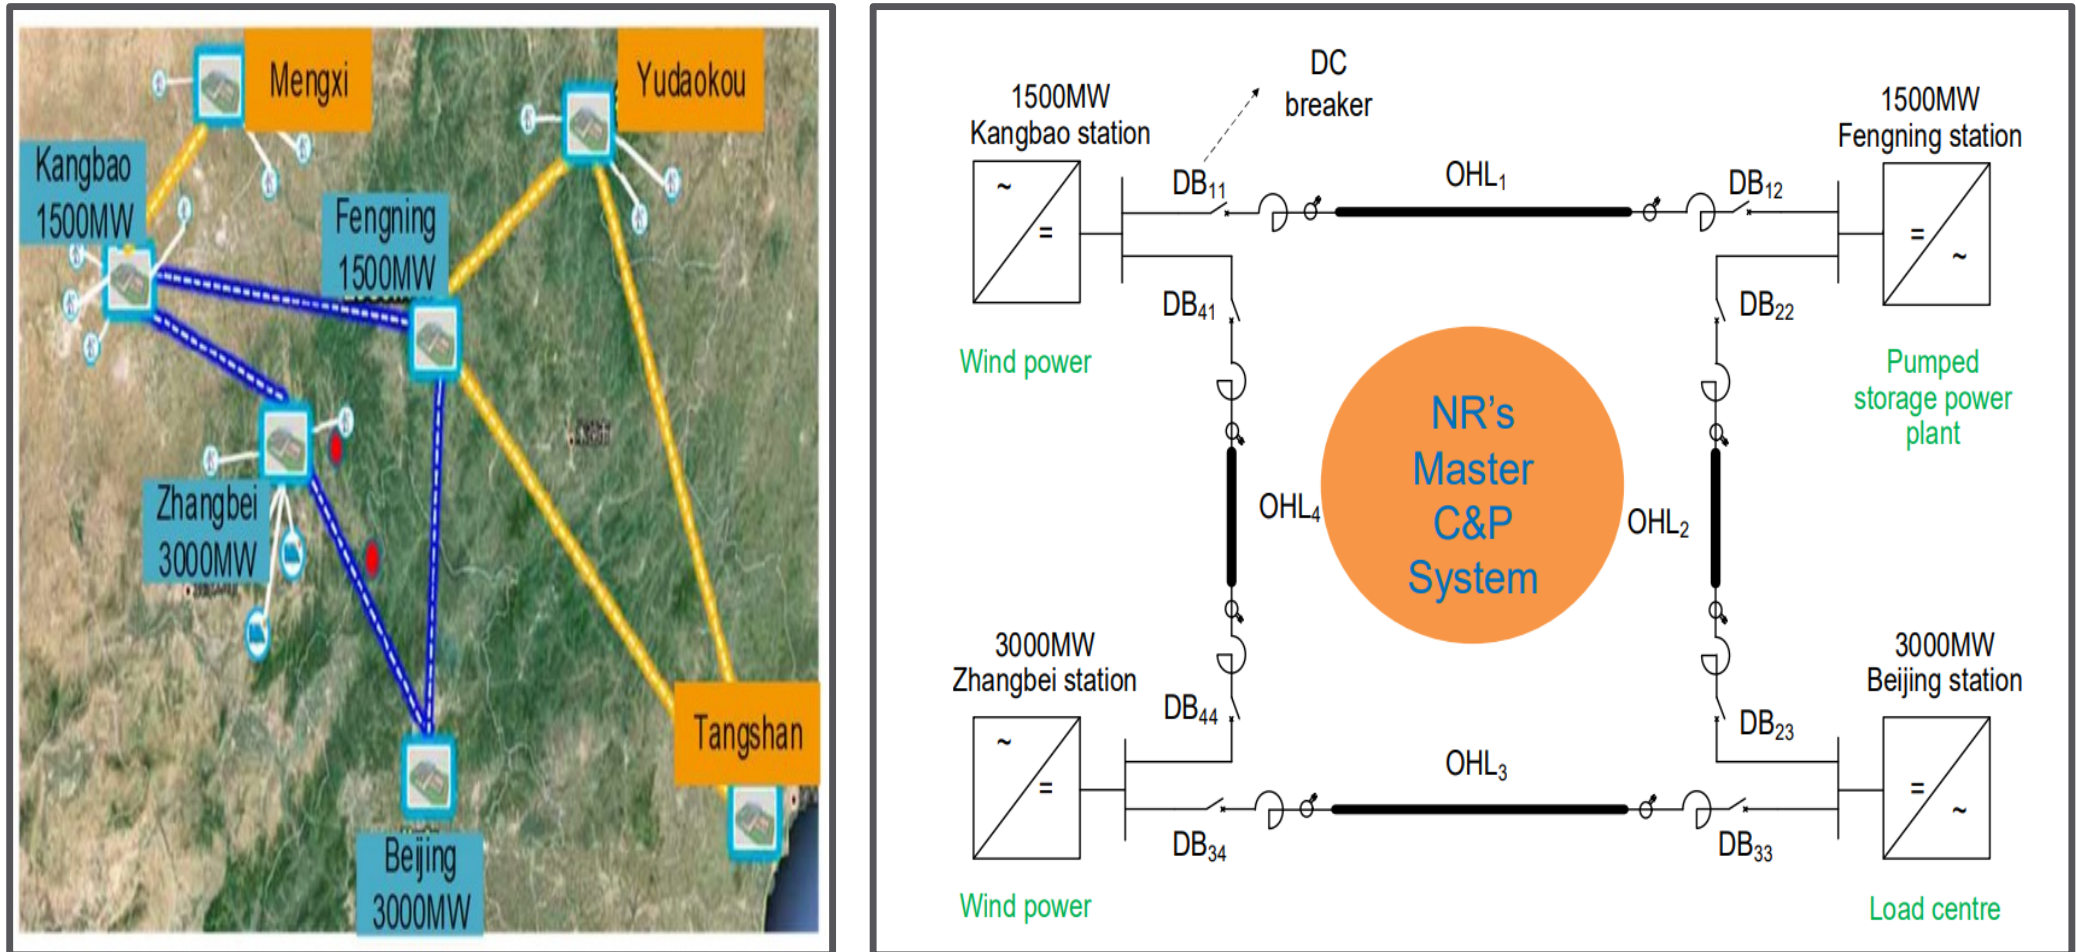 Mengxi
Yudaokou
Kangbao
1500MW
Fengning
1500MW
Zhangbei
3000MW
Tangshan
Beijing
3000MW
DC
breaker
1500MW
Kangbao station
1500MW
Fengning station
DB11
OHL1
DB12
~
=
=
~
DB41
DB22
Wind power
Pumped
storage power
plant
NR's
Master
C&P
System
OHL4
OHL2
3000MW
Zhangbei station
3000MW
Beijing station
DB44
DB23
~
=
=
~
OHL3
DB34
DB33
Wind power
Load centre